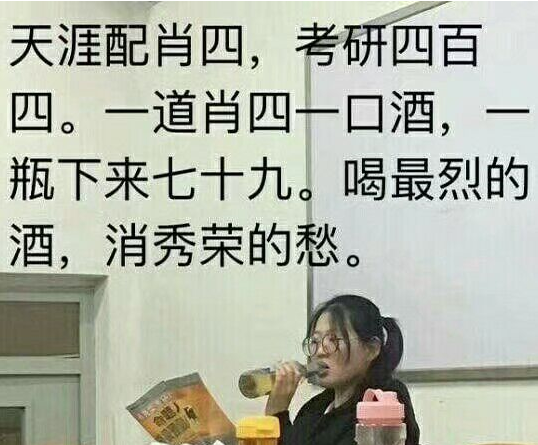 天涯配肖四，考研四百
四。一道肖四一口酒，一
瓶下来七十九。喝最烈的
酒，消秀荣的愁。